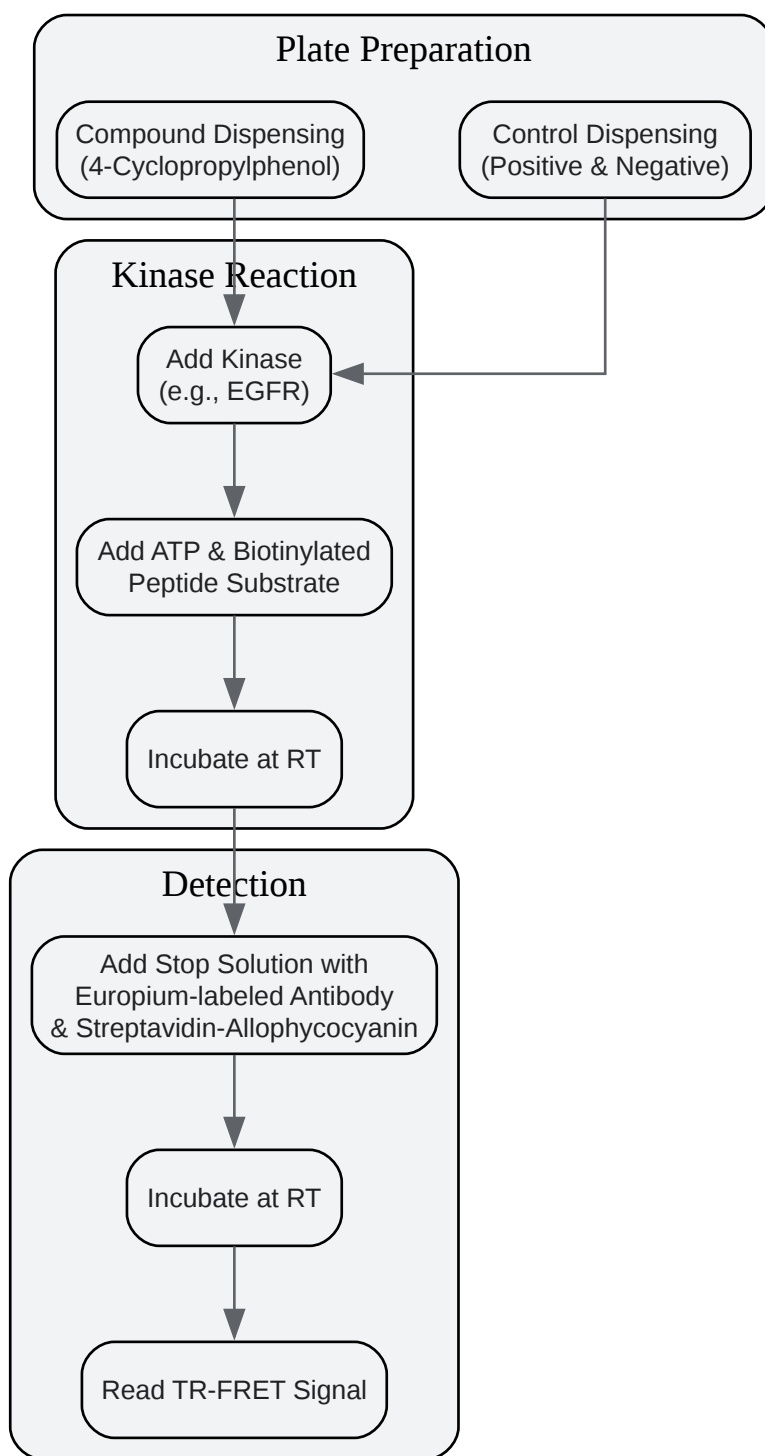 Plate Preparation
Compound Dispensing
(4-Cyclopropylphenol)
Control Dispensing
(Positive & Negative)
Kinase Reaction
Add Kinase
(e.g., EGFR)
Add ATP & Biotinylated
Peptide Substrate
Incubate at RT
Detection
Add Stop Solution with
Europium-labeled Antibody
& Streptavidin-Allophycocyanin
Incubate at RT
Read TR-FRET Signal